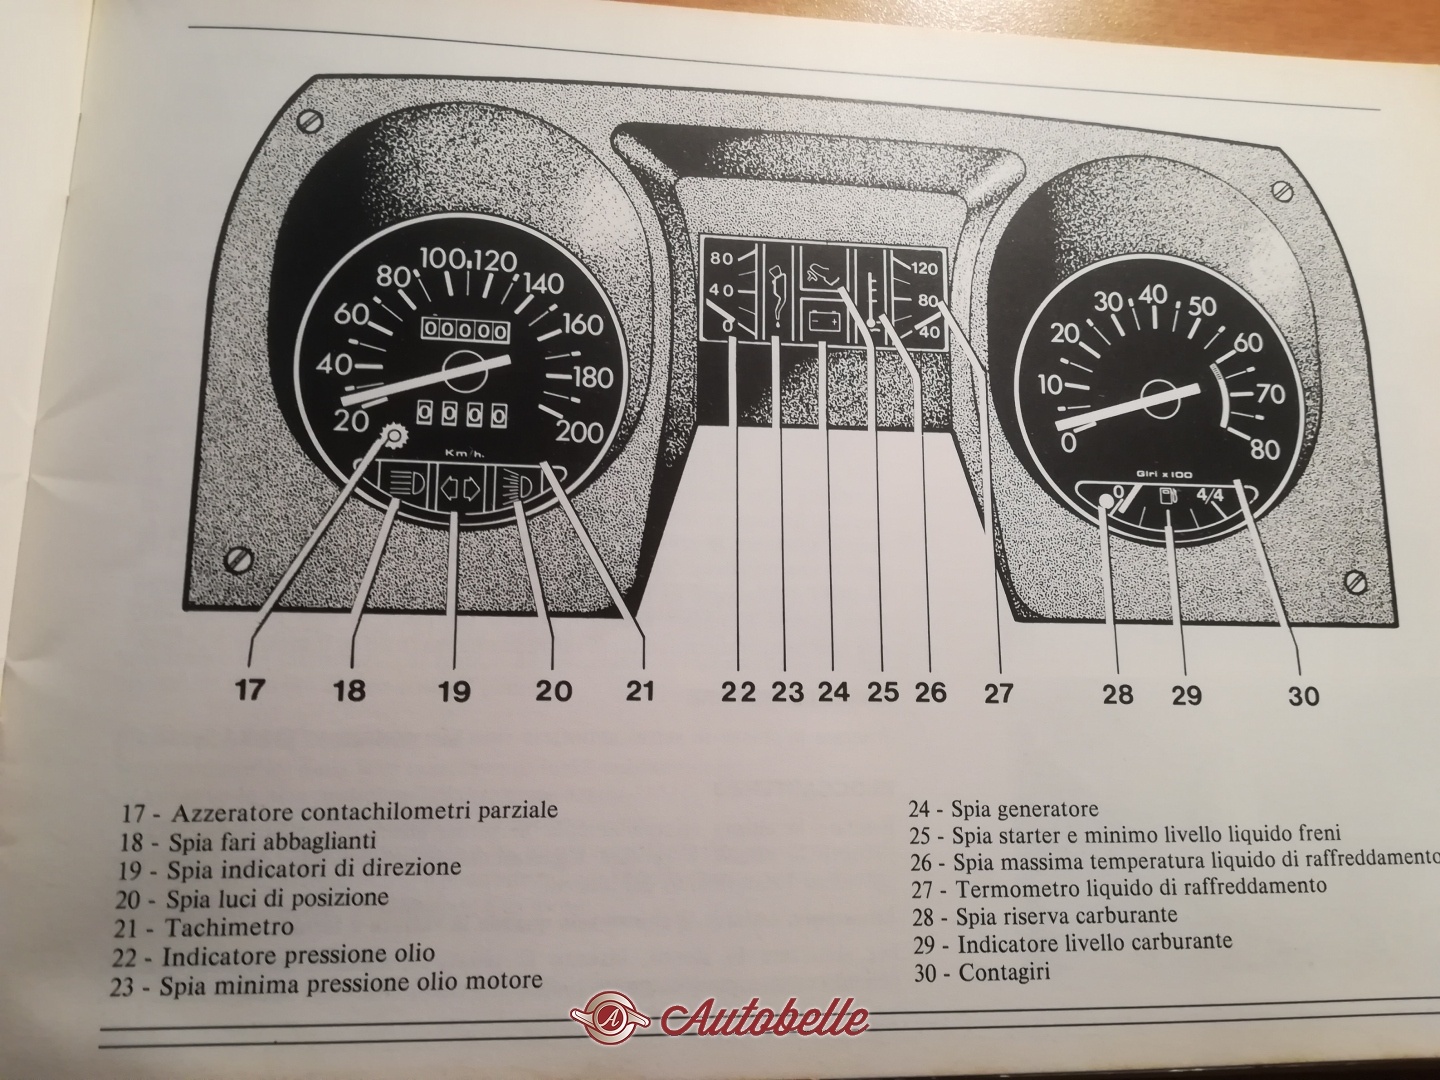 80 100 120 140
60 160
40 180
20 200
00000
0 0 0 0
Km/h.
80
40
0
- +
120
80
40
30 40 50
20 60
10 70
0 80
Giri x 100
0 4/4
17 18 19 20 21 22 23 24 25 26 27 28 29 30
17 - Azzeratore contachilometri parziale
18 - Spia fari abbaglianti
19 - Spia indicatori di direzione
20 - Spia luci di posizione
21 - Tachimetro
22 - Indicatore pressione olio
23 - Spia minima pressione olio motore
24 - Spia generatore
25 - Spia starter e minimo livello liquido freni
26 - Spia massima temperatura liquido di raffreddamento
27 - Termometro liquido di raffreddamento
28 - Spia riserva carburante
29 - Indicatore livello carburante
30 - Contagiri
A Autobelle